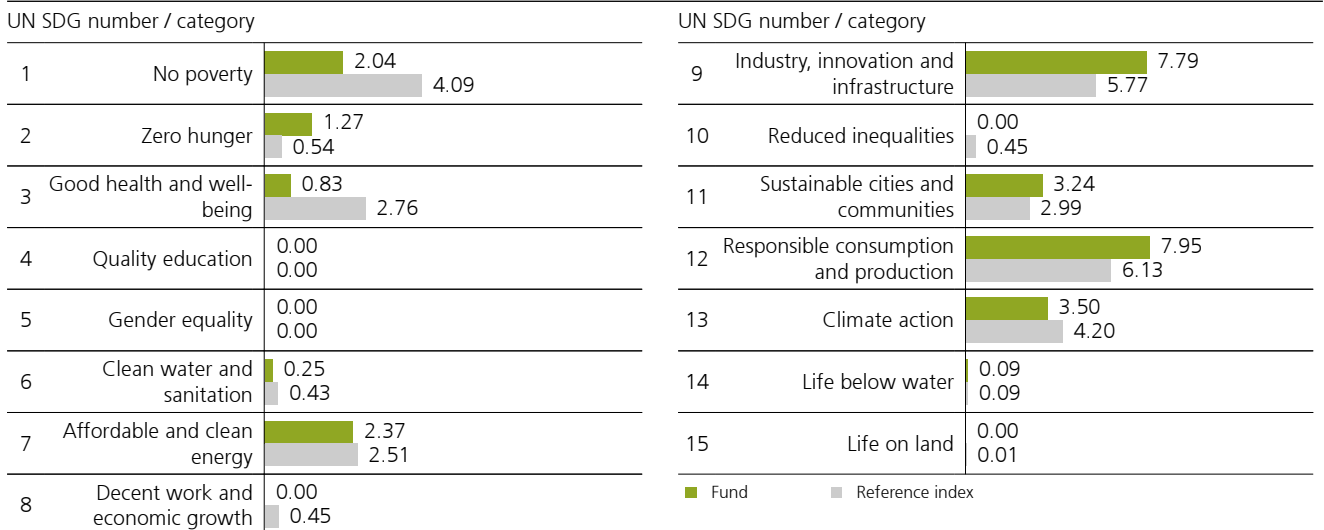 UN SDG number / category
1
No poverty
2.04
4.09
2
Zero hunger
1.27
0.54
3
Good health and well-
being
0.83
2.76
4
Quality education
0.00
0.00
5
Gender equality
0.00
0.00
6
Clean water and
sanitation
0.25
0.43
7
Affordable and clean
energy
2.37
2.51
8
Decent work and
economic growth
0.00
0.45
UN SDG number / category
9
Industry, innovation and
infrastructure
7.79
5.77
10
Reduced inequalities
0.00
0.45
11
Sustainable cities and
communities
3.24
2.99
12
Responsible consumption
and production
7.95
6.13
13
Climate action
3.50
4.20
14
Life below water
0.09
0.09
15
Life on land
0.00
0.01
Fund
Reference index